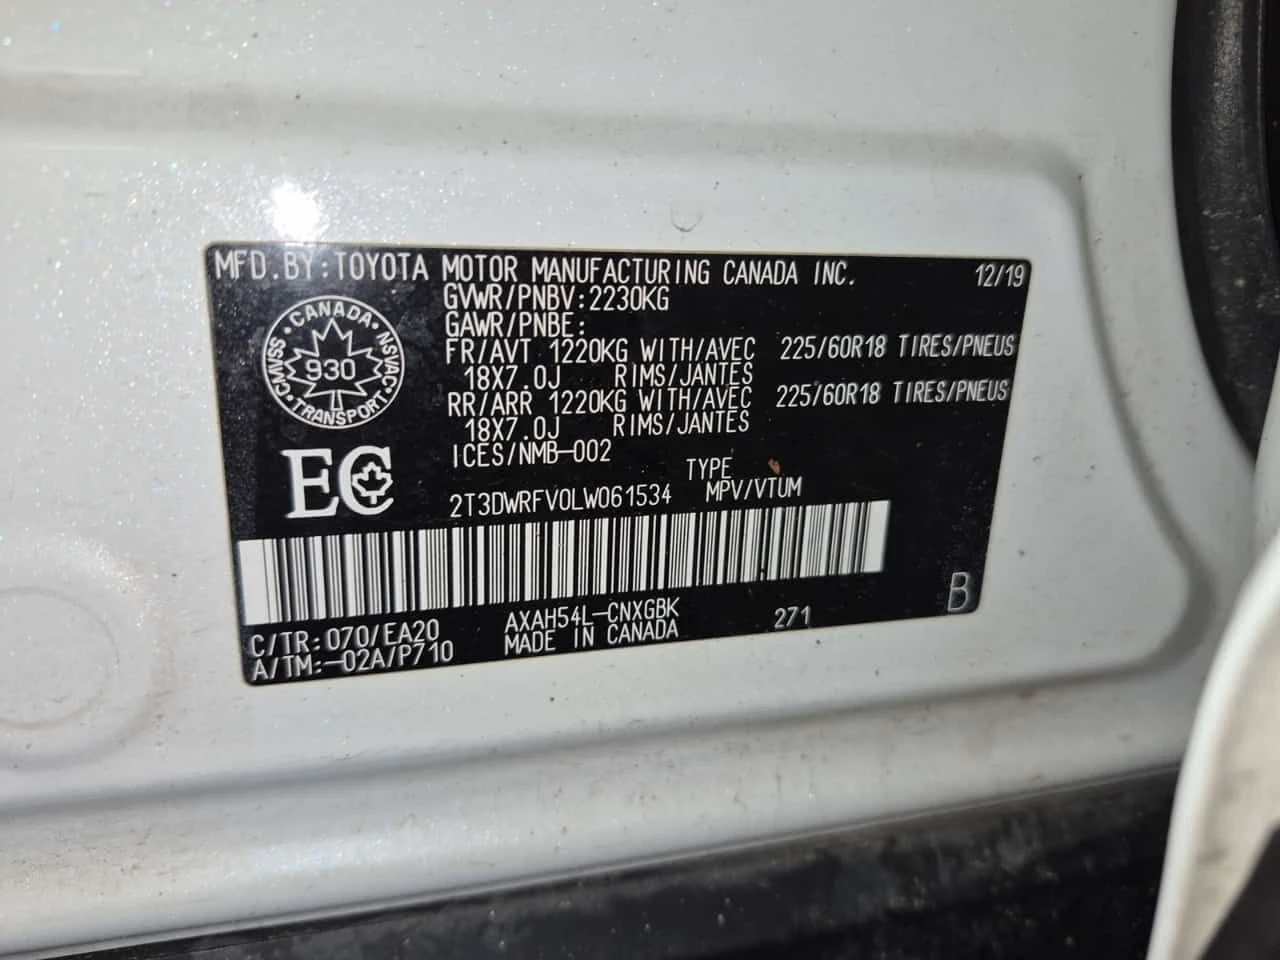 MFD.BY:TOYOTA MOTOR MANUFACTURING CANADA INC. 12/19
GVWR/PNBV:2230KG
GAWR/PNBE:
FR/AVT 1220KG WITH/AVEC 225/60R18 TIRES/PNEUS
18X7.0J RIMS/JANTES
RR/ARR 1220KG WITH/AVEC 225/60R18 TIRES/PNEUS
18X7.0J RIMS/JANTES
ICES/NMB-002
CANADA
CMVSS NSVAC
930
TRANSPORT
EC
TYPE
2T3DWRFV0LW061534 MPV/VTUM
C/TR:070/EA20 AXAH54L-CNXGBK 271 B
A/TM:-02A/P710 MADE IN CANADA